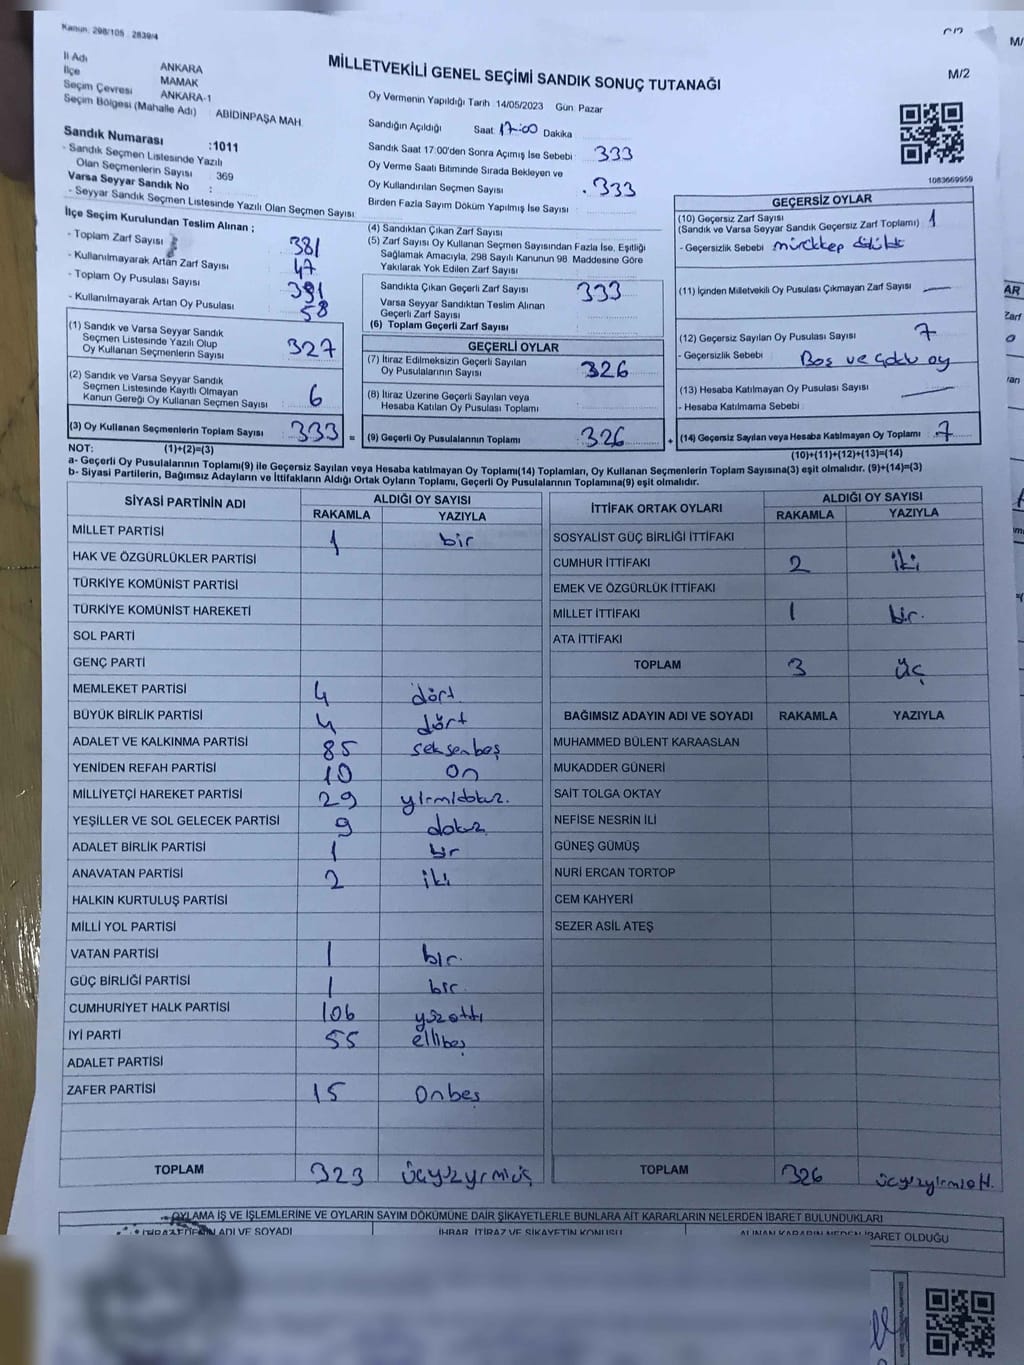 Kanun: 298/105 2839/4
M/2
MİLLETVEKİLİ GENEL SEÇİMİ SANDIK SONUÇ TUTANAĞI
İl Adı ANKARA
İlçe MAMAK
Seçim Çevresi ANKARA-1
Seçim Bölgesi (Mahalle Adı) : ABİDİNPAŞA MAH.
Sandık Numarası :1011
- Sandık Seçmen Listesinde Yazılı
Olan Seçmenlerin Sayısı : 369
Varsa Seyyar Sandık No :
- Seyyar Sandık Seçmen Listesinde Yazılı Olan Seçmen Sayısı
İlçe Seçim Kurulundan Teslim Alınan ;
- Toplam Zarf Sayısı 381
- Kullanılmayarak Artan Zarf Sayısı 47
- Toplam Oy Pusulası Sayısı 391
- Kullanılmayarak Artan Oy Pusulası 58
(1) Sandık ve Varsa Seyyar Sandık
Seçmen Listesinde Yazılı Olup
Oy Kullanan Seçmenlerin Sayısı 327
(2) Sandık ve Varsa Seyyar Sandık
Seçmen Listesinde Kayıtlı Olmayan
Kanun Gereği Oy Kullanan Seçmen Sayısı 6
(3) Oy Kullanan Seçmenlerin Toplam Sayısı 333 =
(1)+(2)=(3)
Oy Vermenin Yapıldığı Tarih 14/05/2023 Gün Pazar
Sandığın Açıldığı Saat 17:00 Dakika
Sandık Saat 17:00'den Sonra Açımış İse Sebebi 333
Oy Verme Saati Bitiminde Sırada Bekleyen ve
Oy Kullandırılan Seçmen Sayısı 333
Birden Fazla Sayım Döküm Yapılmış İse Sayısı
(4) Sandıktan Çıkan Zarf Sayısı
(5) Zarf Sayısı Oy Kullanan Seçmen Sayısından Fazla İse, Eşitliği
Sağlamak Amacıyla, 298 Sayılı Kanunun 98. Maddesine Göre
Yakılarak Yok Edilen Zarf Sayısı
Sandıkta Çıkan Geçerli Zarf Sayısı 333
Varsa Seyyar Sandıktan Teslim Alınan
Geçerli Zarf Sayısı
(6) Toplam Geçerli Zarf Sayısı
GEÇERLİ OYLAR
(7) İtiraz Edilmeksizin Geçerli Sayılan
Oy Pusulalarının Sayısı 326
(8) İtiraz Üzerine Geçerli Sayılan veya
Hesaba Katılan Oy Pusulası Toplamı
(9) Geçerli Oy Pusulalarının Toplamı 326 +
1083669959
GEÇERSİZ OYLAR
(10) Geçersiz Zarf Sayısı 1
(Sandık ve Varsa Seyyar Sandık Geçersiz Zarf Toplamı)
- Geçersizlik Sebebi mürekkep
(11) İçinden Milletvekili Oy Pusulası Çıkmayan Zarf Sayısı —
(12) Geçersiz Sayılan Oy Pusulası Sayısı 7
- Geçersizlik Sebebi Boş ve çoklu oy
(13) Hesaba Katılmayan Oy Pusulası Sayısı —
- Hesaba Katılmama Sebebi
(14) Geçersiz Sayılan veya Hesaba Katılmayan Oy Toplamı 7
(10)+(11)+(12)+(13)=(14)
NOT:
a- Geçerli Oy Pusulalarının Toplamı(9) ile Geçersiz Sayılan veya Hesaba katılmayan Oy Toplamı(14) Toplamları, Oy Kullanan Seçmenlerin Toplam Sayısına(3) eşit olmalıdır. (9)+(14)=(3)
b- Siyasi Partilerin, Bağımsız Adayların ve İttifakların Aldığı Ortak Oyların Toplamı, Geçerli Oy Pusulalarının Toplamına(9) eşit olmalıdır.
SİYASİ PARTİNİN ADI ALDIĞI OY SAYISI
RAKAMLA YAZIYLA
MİLLET PARTİSİ 1 bir
HAK VE ÖZGÜRLÜKLER PARTİSİ
TÜRKİYE KOMÜNİST PARTİSİ
TÜRKİYE KOMÜNİST HAREKETİ
SOL PARTİ
GENÇ PARTİ
MEMLEKET PARTİSİ 4 dört
BÜYÜK BİRLİK PARTİSİ 4 dört
ADALET VE KALKINMA PARTİSİ 85 seksenbeş
YENİDEN REFAH PARTİSİ 10 on
MİLLİYETÇİ HAREKET PARTİSİ 29 yirmidokuz.
YEŞİLLER VE SOL GELECEK PARTİSİ 9 dokuz
ADALET BİRLİK PARTİSİ 1 bir
ANAVATAN PARTİSİ 2 iki
HALKIN KURTULUŞ PARTİSİ
MİLLİ YOL PARTİSİ
VATAN PARTİSİ 1 bir.
GÜÇ BİRLİĞİ PARTİSİ 1 bir
CUMHURİYET HALK PARTİSİ 106 yüzaltı
İYİ PARTİ 55 ellibeş
ADALET PARTİSİ
ZAFER PARTİSİ 15 Onbeş
TOPLAM 323 üçyüzyirmiüç
İTTİFAK ORTAK OYLARI ALDIĞI OY SAYISI
RAKAMLA YAZIYLA
SOSYALİST GÜÇ BİRLİĞİ İTTİFAKI
CUMHUR İTTİFAKI 2 iki
EMEK VE ÖZGÜRLÜK İTTİFAKI
MİLLET İTTİFAKI 1 bir.
ATA İTTİFAKI
TOPLAM 3 üç
BAĞIMSIZ ADAYIN ADI VE SOYADI RAKAMLA YAZIYLA
MUHAMMED BÜLENT KARAASLAN
MUKADDER GÜNERİ
SAİT TOLGA OKTAY
NEFİSE NESRİN İLİ
GÜNEŞ GÜMÜŞ
NURİ ERCAN TORTOP
CEM KAHYERİ
SEZER ASİL ATEŞ
TOPLAM 326 üçyüzyirmialtı.
OYLAMA İŞ VE İŞLEMLERİNE VE OYLARIN SAYIM DÖKÜMÜNE DAİR ŞİKAYETLERLE BUNLARA AİT KARARLARIN NELERDEN İBARET BULUNDUKLARI
ADI VE SOYADI İHBAR, İTİRAZ VE ŞİKAYETİN KONUSU ALINAN KARARIN NEDEN İBARET OLDUĞU